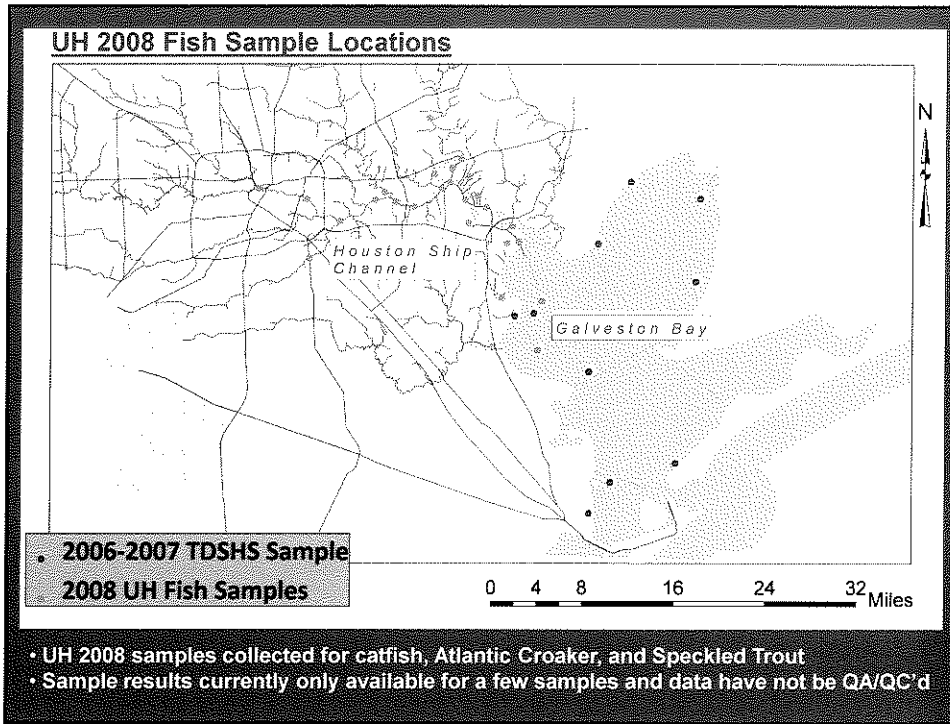 UH 2008 Fish Sample Locations
N
Houston Ship
Channel
Galveston Bay
2006-2007 TDSHS Sample
2008 UH Fish Samples
0 4 8 16 24 32
Miles
• UH 2008 samples collected for catfish, Atlantic Croaker, and Speckled Trout
• Sample results currently only available for a few samples and data have not be QA/QC'd